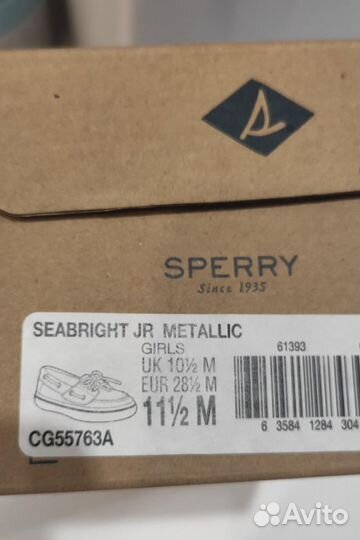 SPERRY
Since 1935
SEABRIGHT JR METALLIC
GIRLS
61393
UK 10½ M
EUR 28½ M
11½ M
CG55763A
6 3584 1284 304
Avito